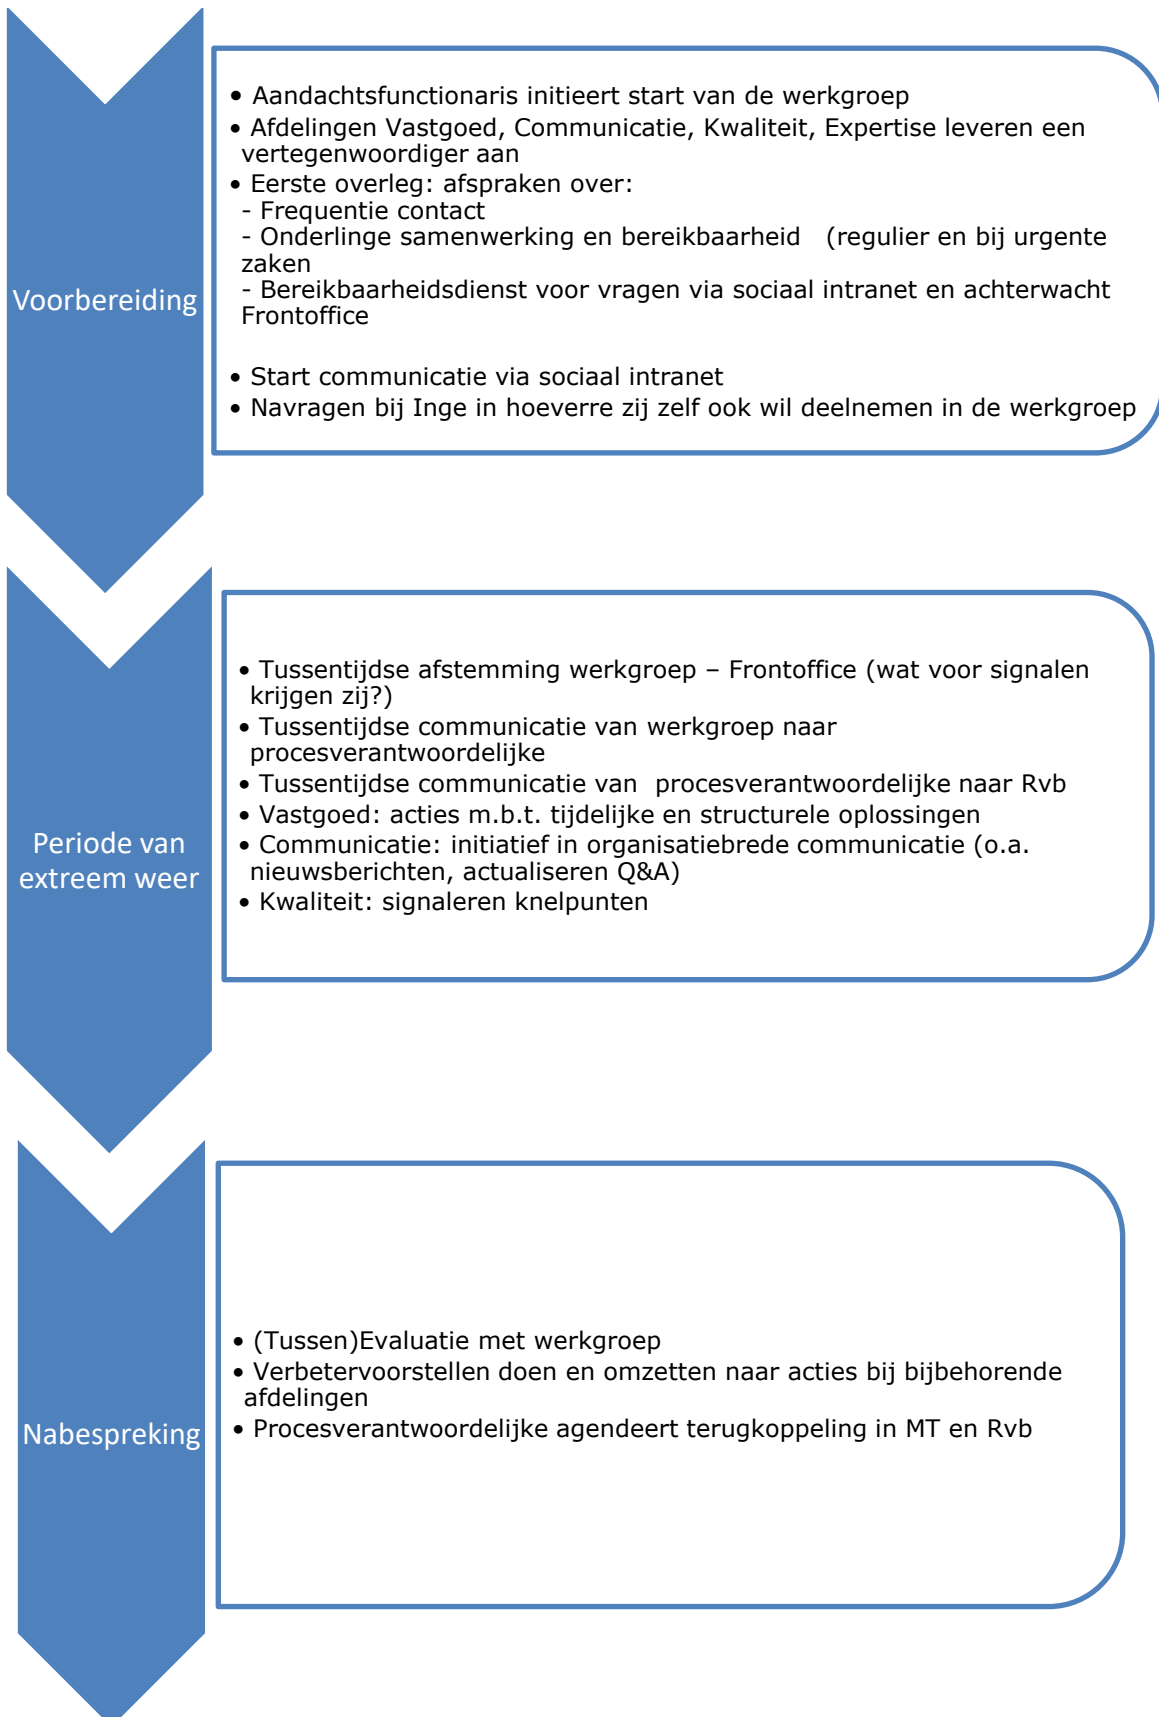 Voorbereiding
• Aandachtsfunctionaris initieert start van de werkgroep
• Afdelingen Vastgoed, Communicatie, Kwaliteit, Expertise leveren een
vertegenwoordiger aan
• Eerste overleg: afspraken over:
- Frequentie contact
- Onderlinge samenwerking en bereikbaarheid (regulier en bij urgente
zaken
- Bereikbaarheidsdienst voor vragen via sociaal intranet en achterwacht
Frontoffice
• Start communicatie via sociaal intranet
• Navragen bij Inge in hoeverre zij zelf ook wil deelnemen in de werkgroep
Periode van
extreem weer
• Tussentijdse afstemming werkgroep – Frontoffice (wat voor signalen
krijgen zij?)
• Tussentijdse communicatie van werkgroep naar
procesverantwoordelijke
• Tussentijdse communicatie van procesverantwoordelijke naar Rvb
• Vastgoed: acties m.b.t. tijdelijke en structurele oplossingen
• Communicatie: initiatief in organisatiebrede communicatie (o.a.
nieuwsberichten, actualiseren Q&A)
• Kwaliteit: signaleren knelpunten
Nabespreking
• (Tussen)Evaluatie met werkgroep
• Verbetervoorstellen doen en omzetten naar acties bij bijbehorende
afdelingen
• Procesverantwoordelijke agendeert terugkoppeling in MT en Rvb